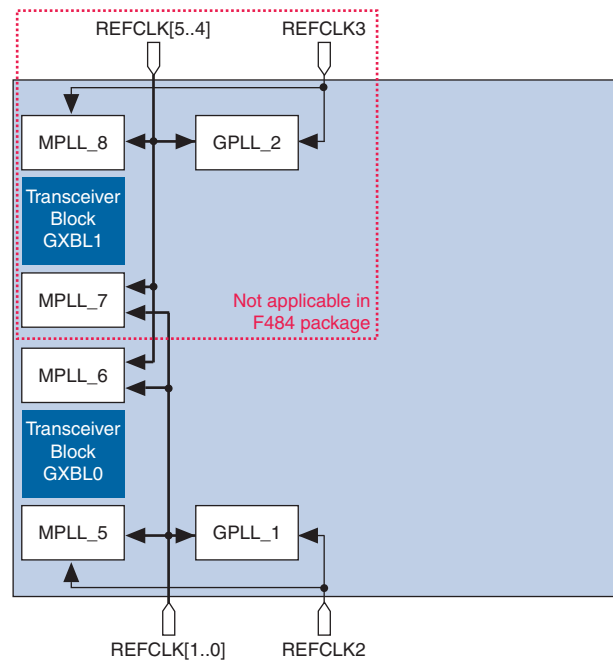 REFCLK[5..4]
REFCLK3
MPLL_8
GPLL_2
Transceiver
Block
GXBL1
MPLL_7
Not applicable in
F484 package
MPLL_6
Transceiver
Block
GXBL0
MPLL_5
GPLL_1
REFCLK[1..0]
REFCLK2